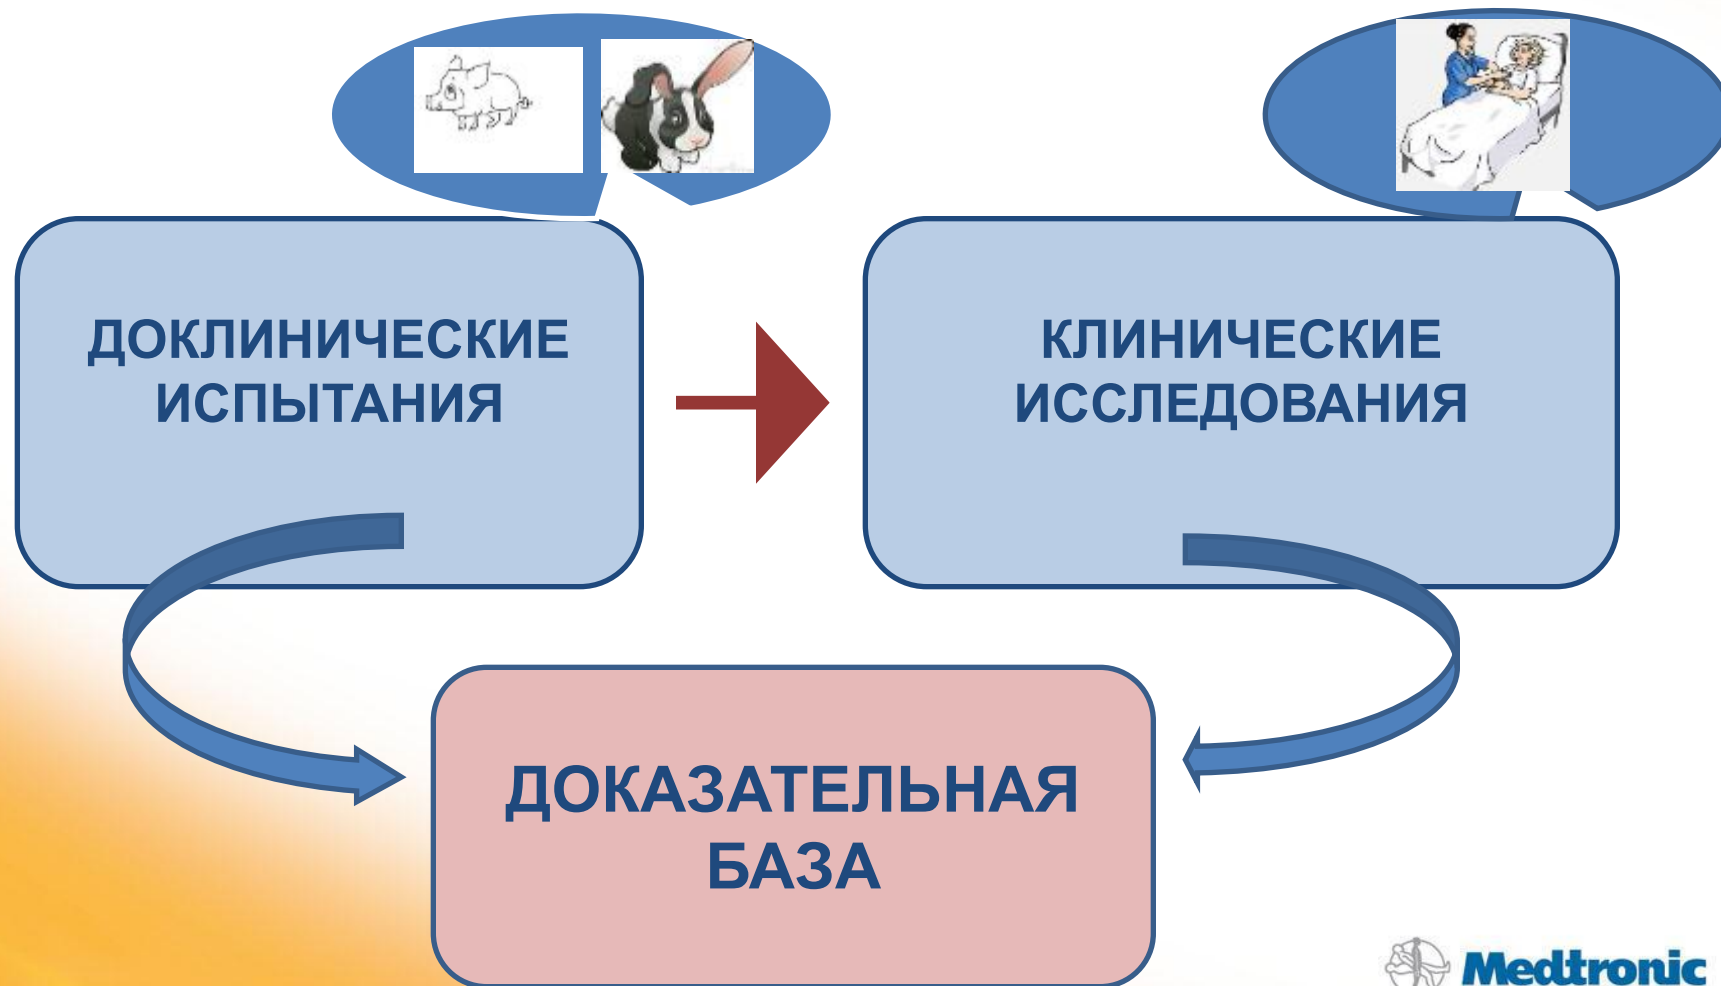 ДОКЛИНИЧЕСКИЕ
ИСПЫТАНИЯ
КЛИНИЧЕСКИЕ
ИССЛЕДОВАНИЯ
ДОКАЗАТЕЛЬНАЯ
БАЗА
Medtronic